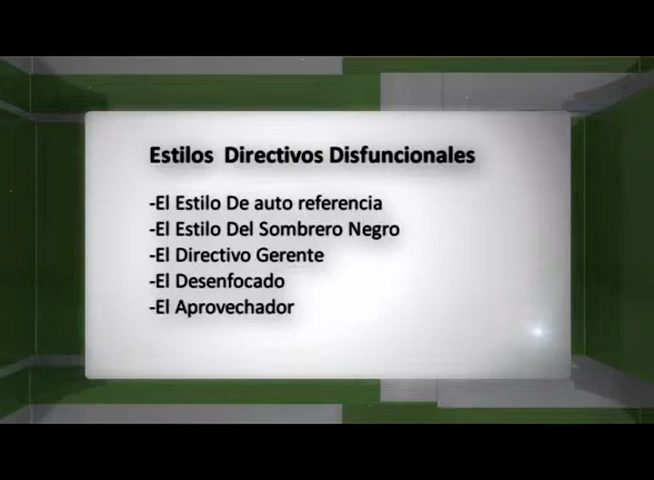 Estilos Directivos Disfuncionales
-El Estilo De auto referencia
-El Estilo Del Sombrero Negro
-El Directivo Gerente
-El Desenfocado
-El Aprovechador